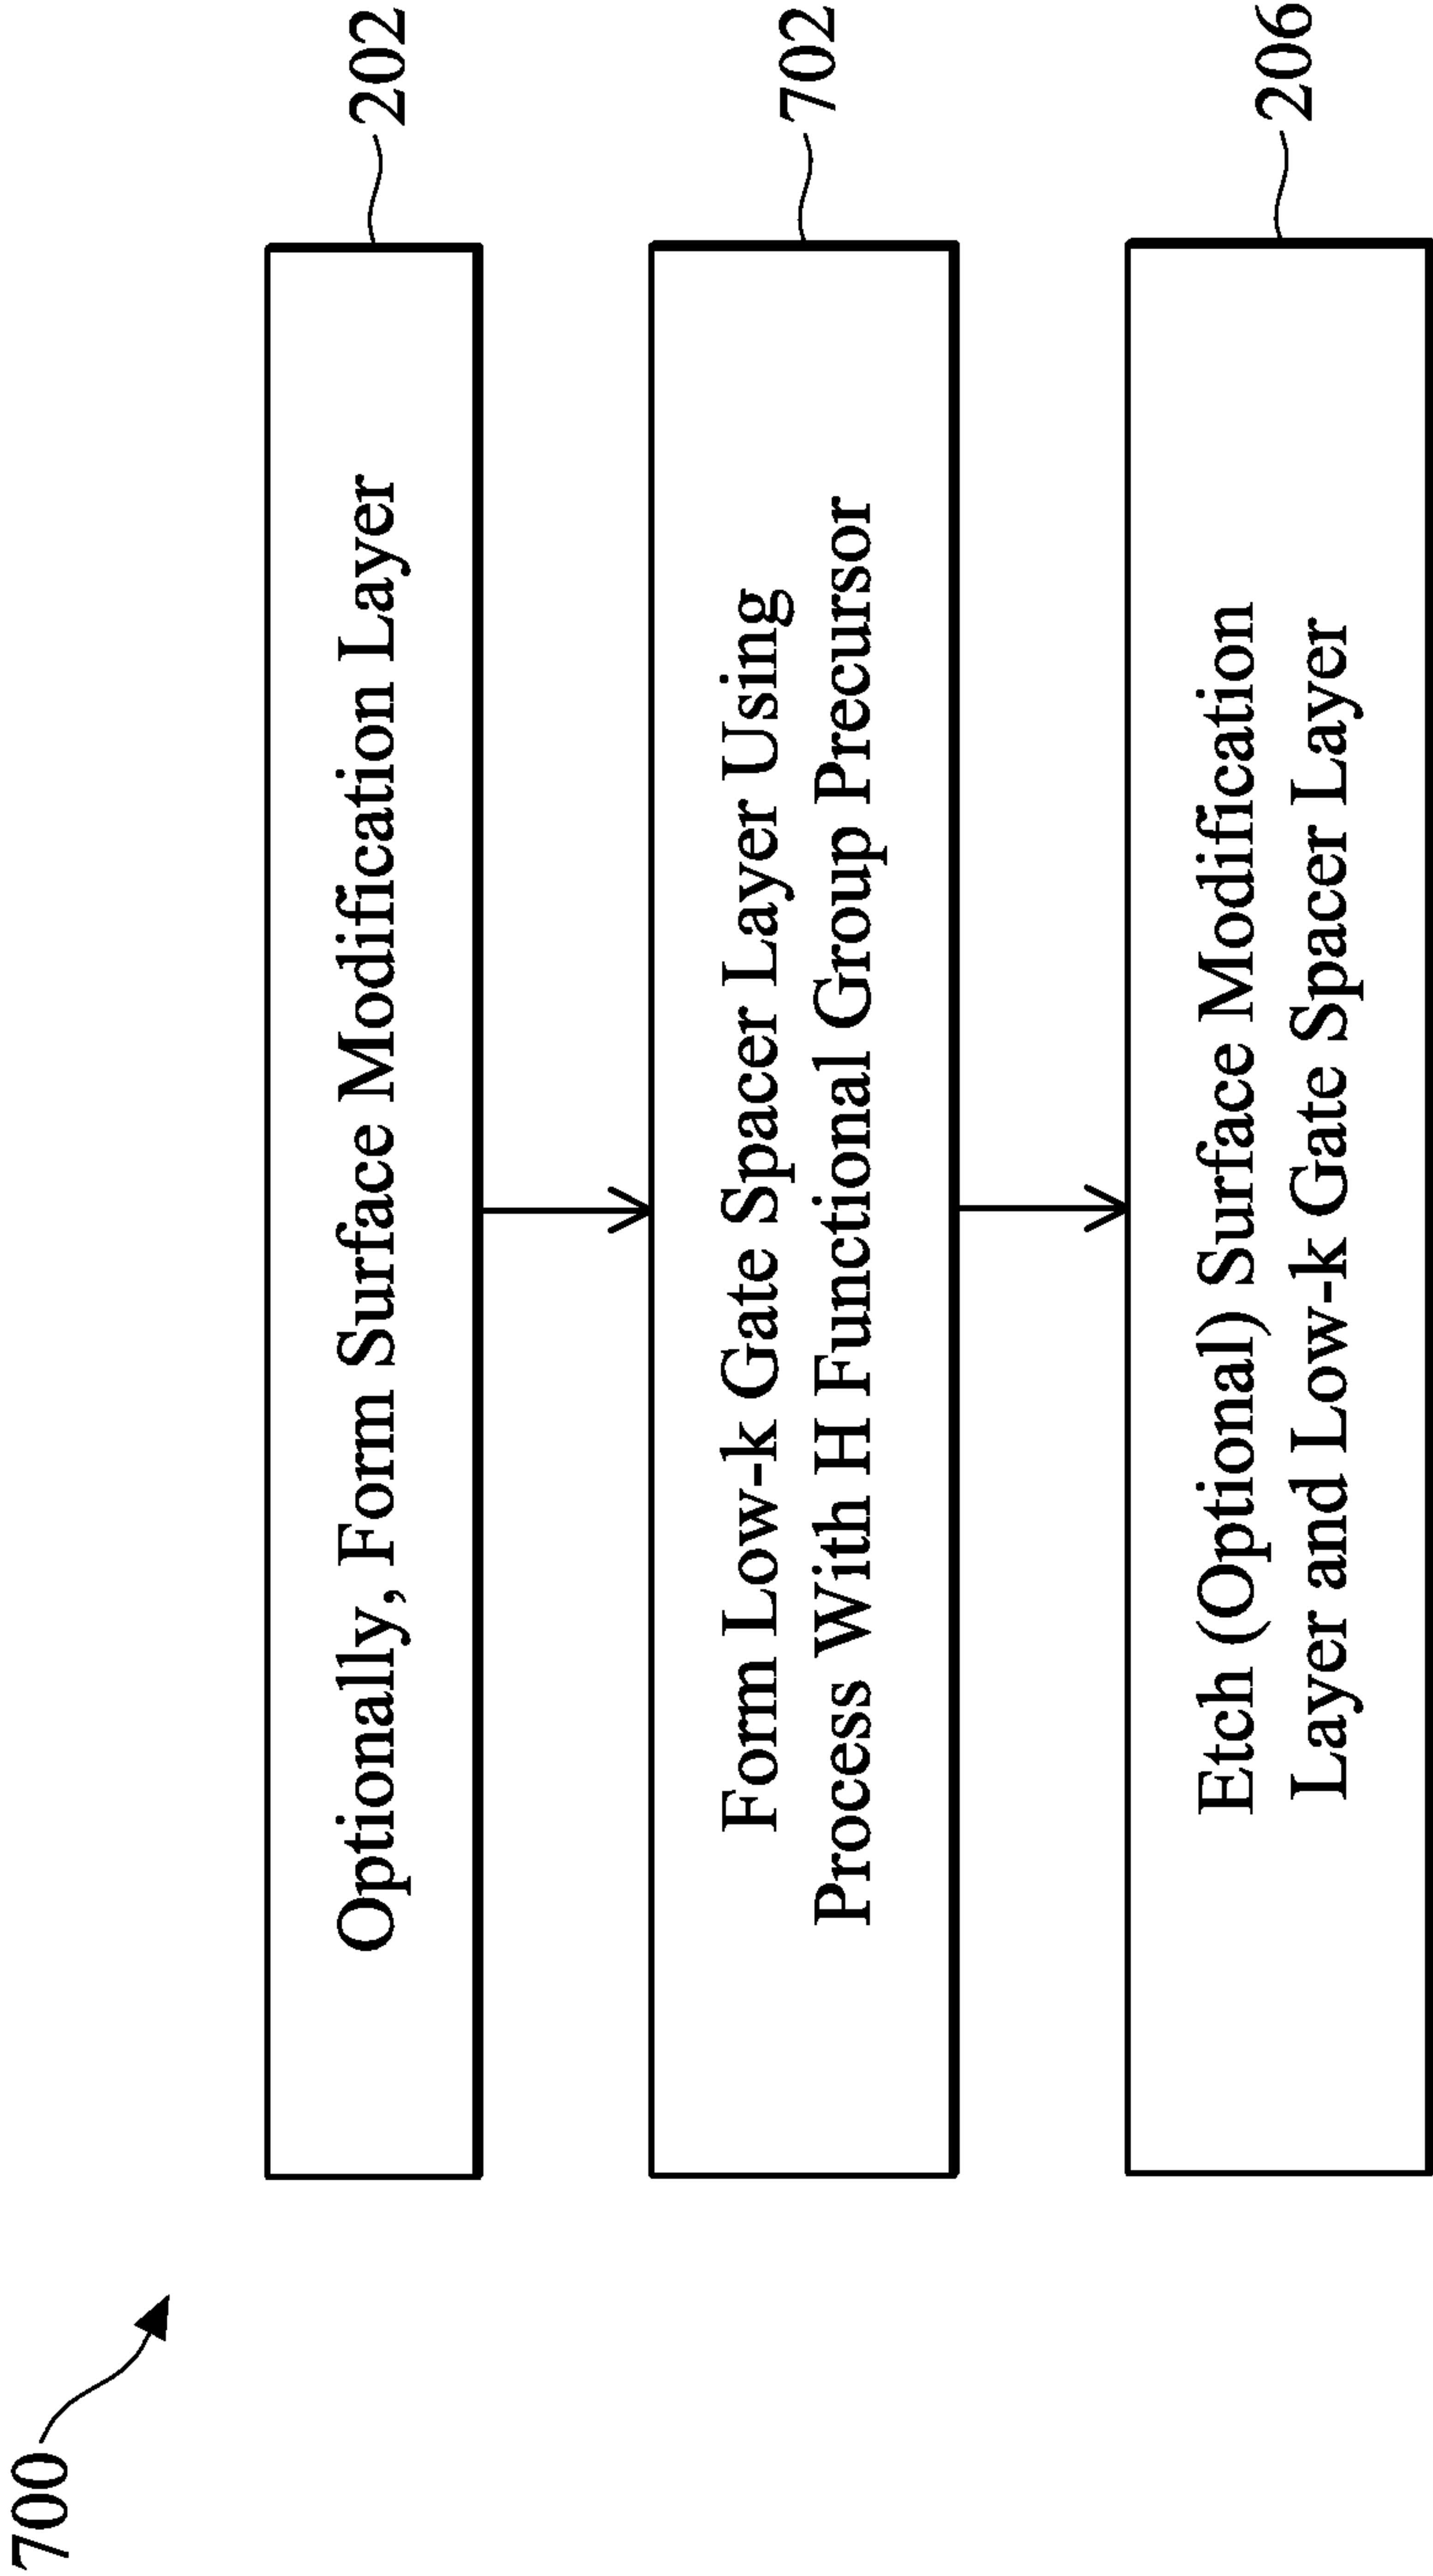 700
Optionally, Form Surface Modification Layer
202
Form Low-k Gate Spacer Layer Using
Process With H Functional Group Precursor
702
Etch (Optional) Surface Modification
Layer and Low-k Gate Spacer Layer
206